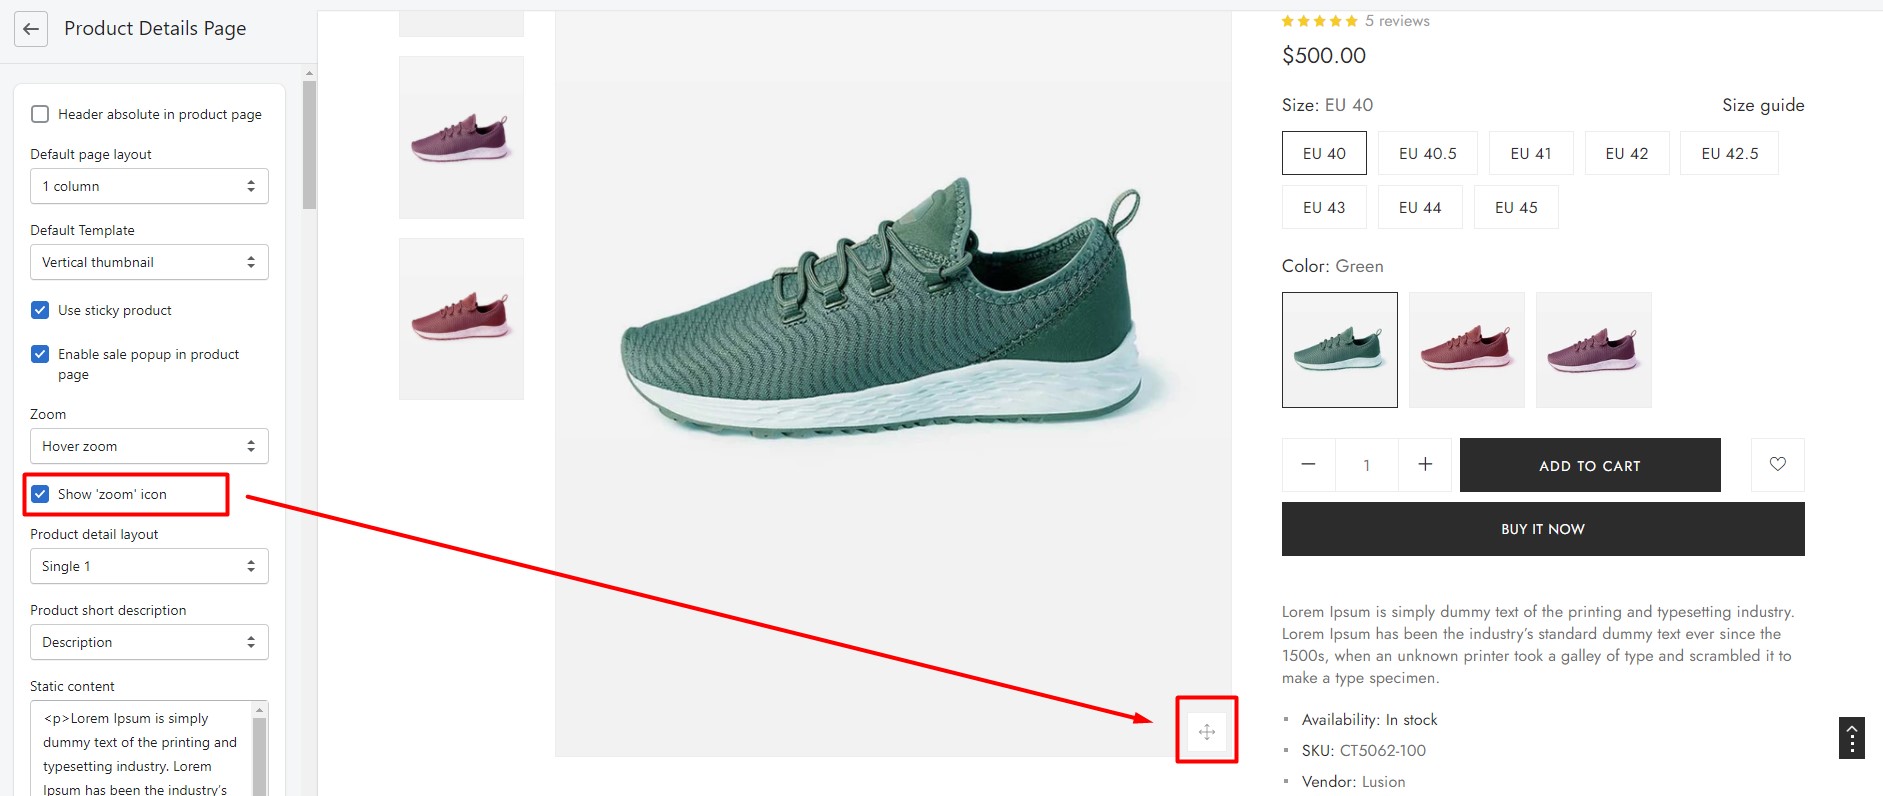 Product Details Page
Header absolute in product page
Default page layout
1 column
Default Template
Vertical thumbnail
Use sticky product
Enable sale popup in product
page
Zoom
Hover zoom
Show 'zoom' icon
Product detail layout
Single 1
Product short description
Description
Static content
<p>Lorem Ipsum is simply
dummy text of the printing and
typesetting industry. Lorem
Ipsum has been the industry's
5 reviews
$500.00
Size: EU 40
Size guide
EU 40
EU 40.5
EU 41
EU 42
EU 42.5
EU 43
EU 44
EU 45
Color: Green
1
ADD TO CART
BUY IT NOW
Lorem Ipsum is simply dummy text of the printing and typesetting industry.
Lorem Ipsum has been the industry's standard dummy text ever since the
1500s, when an unknown printer took a galley of type and scrambled it to
make a type specimen.
Availability: In stock
SKU: CT5062-100
Vendor: Lusion